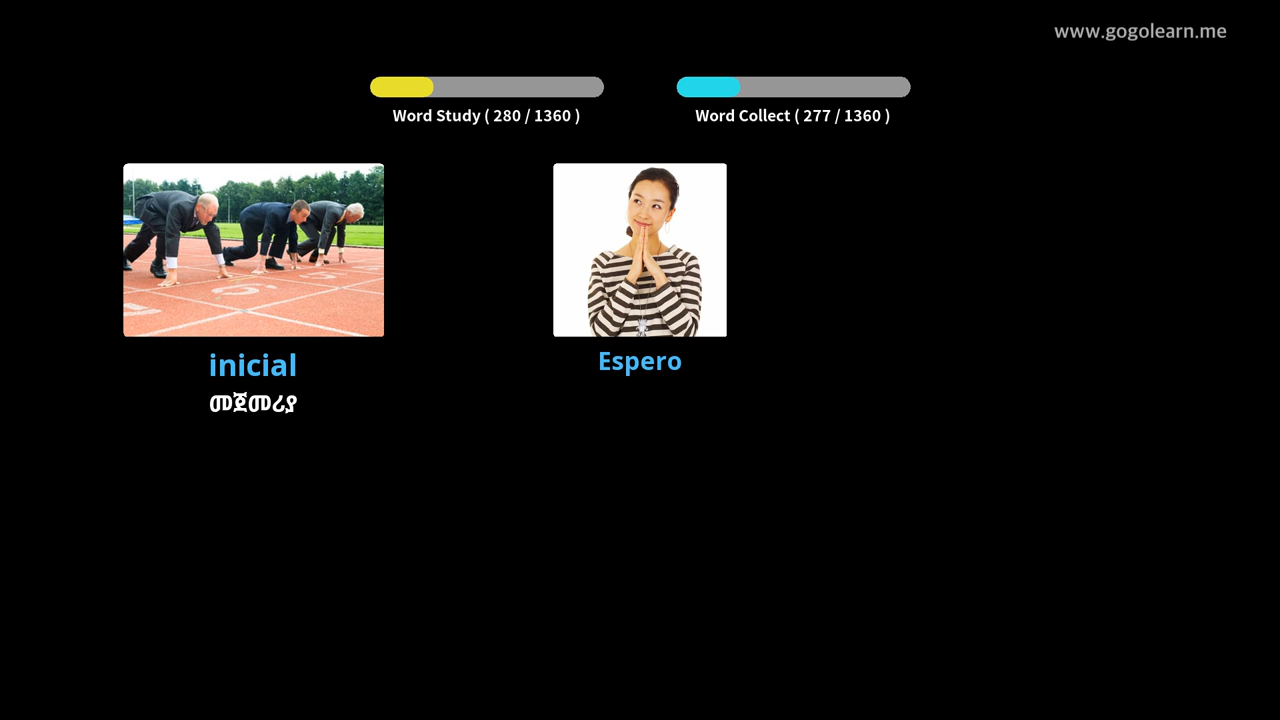 www.gogolearn.me
Word Study ( 280 / 1360 )
Word Collect ( 277 / 1360 )
inicial
መጀመሪያ
Espero